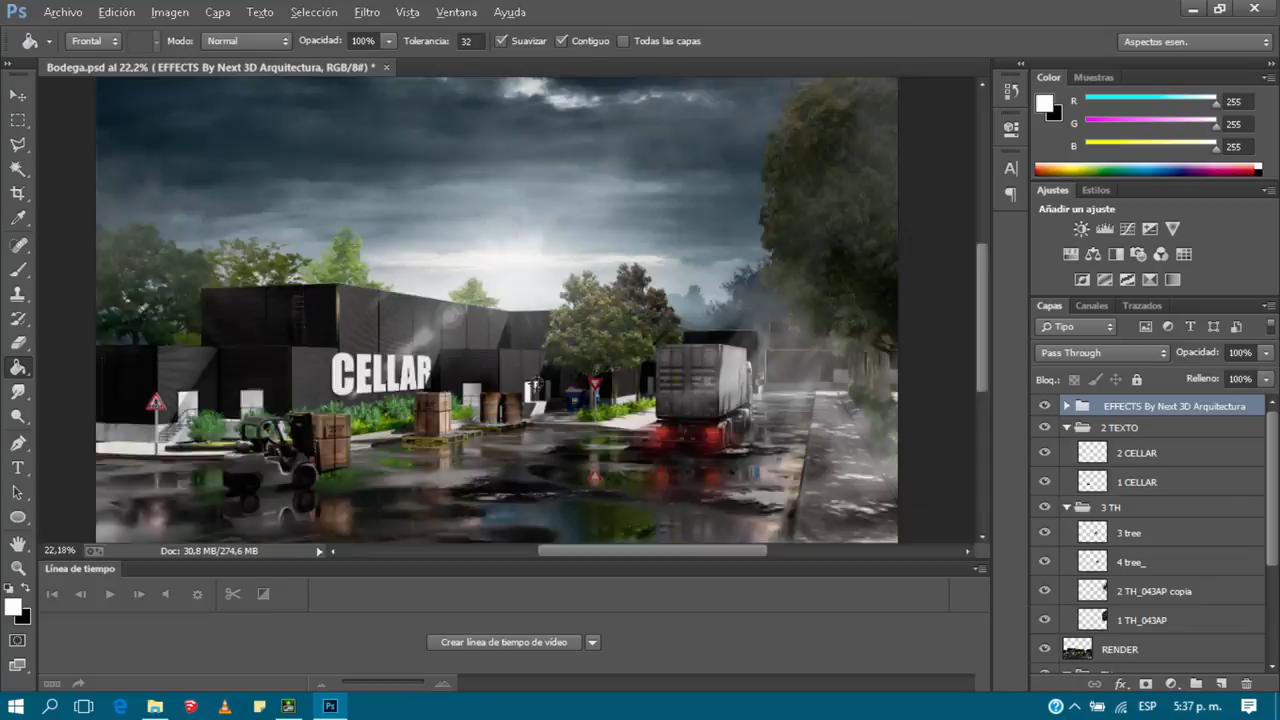 Ps Archivo Edición Imagen Capa Texto Selección Filtro Vista Ventana Ayuda
Frontal Modo: Normal Opacidad: 100% Tolerancia: 32 Suavizar Contiguo Todas las capas Aspectos esen.
Bodega.psd al 22,2% ( EFFECTS By Next 3D Arquitectura, RGB/8#) * ×
Color Muestras
R 255
G 255
B 255
Ajustes Estilos
Añadir un ajuste
Capas Canales Trazados
Tipo
Pass Through Opacidad: 100%
Bloq.: Relleno: 100%
EFFECTS By Next 3D Arquitectura
2 TEXTO
2 CELLAR
1 CELLAR
3 TH
3 tree
4 tree_
2 TH_043AP copia
1 TH_043AP
RENDER
CELLAR
22,18% Doc: 30,8 MB/274,6 MB
Línea de tiempo
Crear línea de tiempo de vídeo
fx
Ps ESP 5:37 p. m.